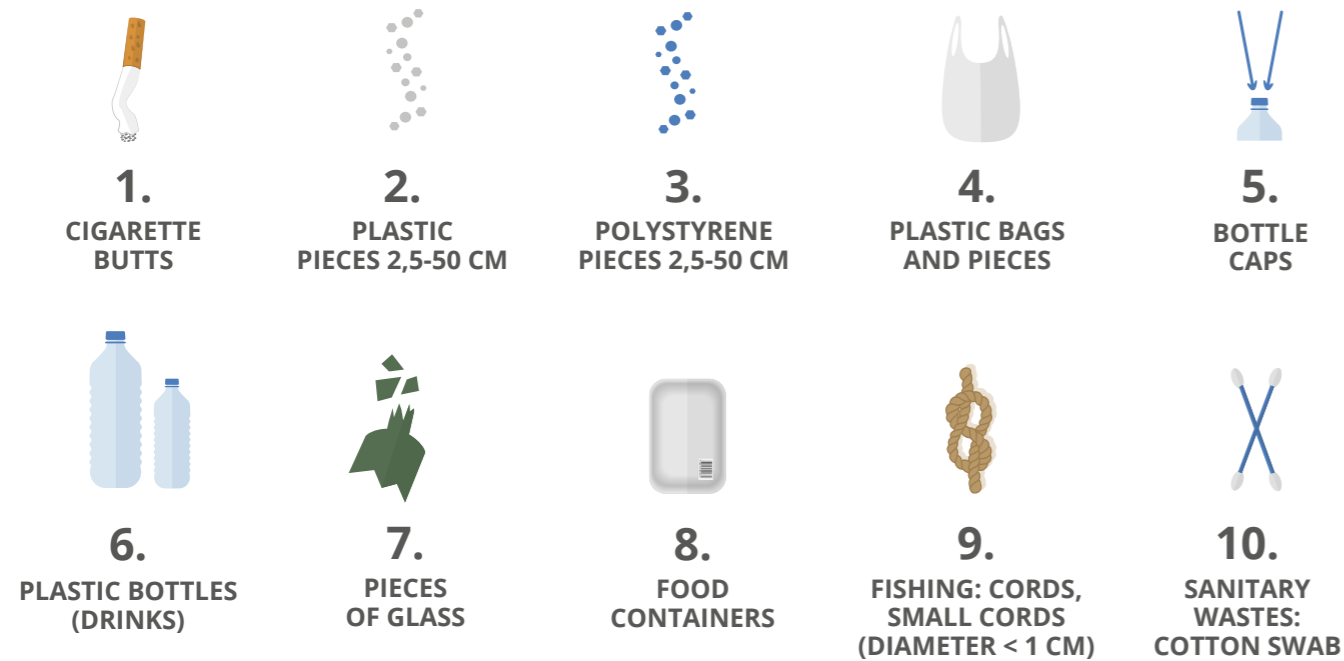 1.
CIGARETTE
BUTTS
2.
PLASTIC
PIECES 2,5-50 CM
3.
POLYSTYRENE
PIECES 2,5-50 CM
4.
PLASTIC BAGS
AND PIECES
5.
BOTTLE
CAPS
6.
PLASTIC BOTTLES
(DRINKS)
7.
PIECES
OF GLASS
8.
FOOD
CONTAINERS
9.
FISHING: CORDS,
SMALL CORDS
(DIAMETER < 1 CM)
10.
SANITARY
WASTES:
COTTON SWAB